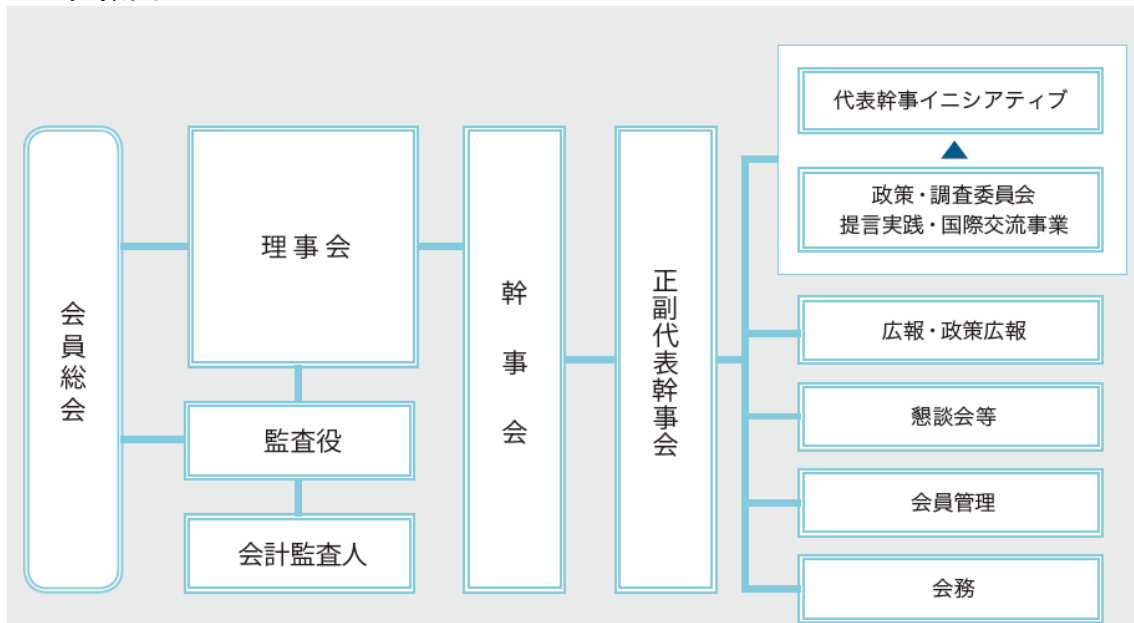 会員総会
理事会
監査役
会計監査人
幹事会
正副代表幹事会
代表幹事イニシアティブ
政策・調査委員会
提言実践・国際交流事業
広報・政策広報
懇談会等
会員管理
会務